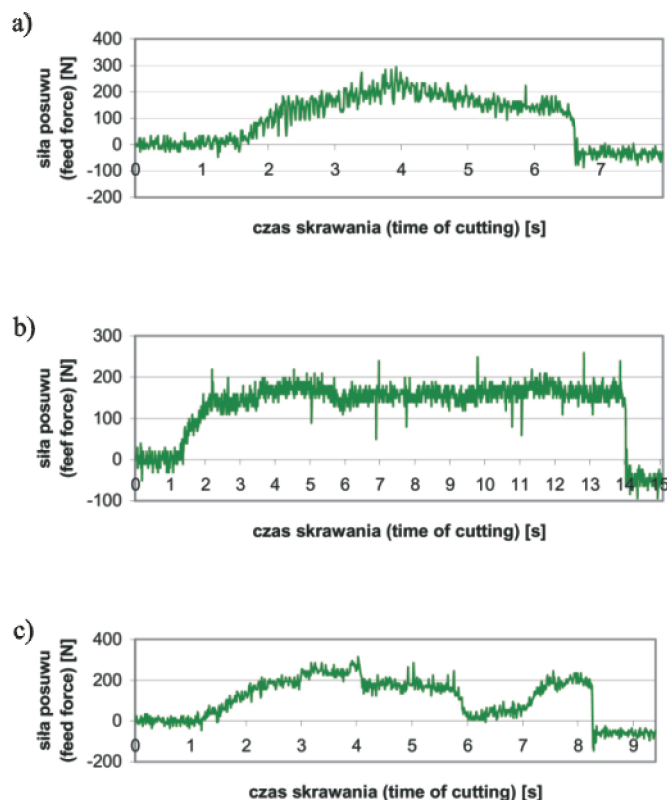 a)
400
300
200
100
0
-100
-200
siła posuwu
(feed force) [N]
0 1 2 3 4 5 6 7
czas skrawania (time of cutting) [s]
b)
300
200
100
0
-100
siła posuwu
(feef force) [N]
0 1 2 3 4 5 6 7 8 9 10 11 12 13 14 15
czas skrawania (time of cutting) [s]
c)
400
200
0
-200
siła posuwu
(feed force) [N]
0 1 2 3 4 5 6 7 8 9
czas skrawania (time of cutting) [s]